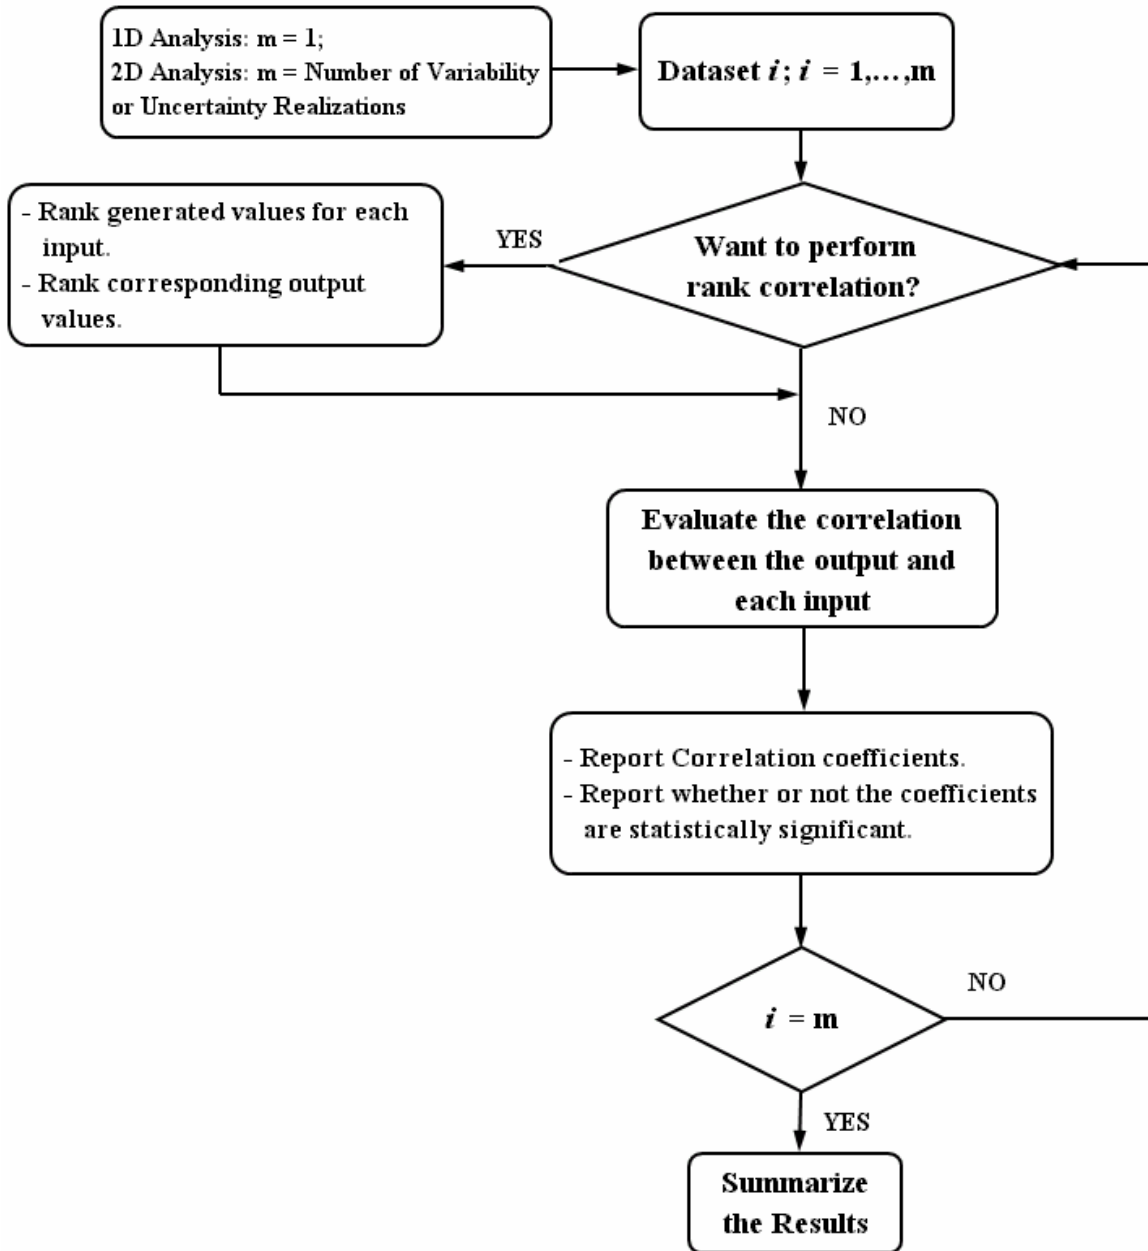 1D Analysis: m = 1;
2D Analysis: m = Number of Variability
or Uncertainty Realizations
Dataset i; i = 1,...,m
Want to perform
rank correlation?
YES
- Rank generated values for each
input.
- Rank corresponding output
values.
NO
Evaluate the correlation
between the output and
each input
- Report Correlation coefficients.
- Report whether or not the coefficients
are statistically significant.
i = m
NO
YES
Summarize
the Results